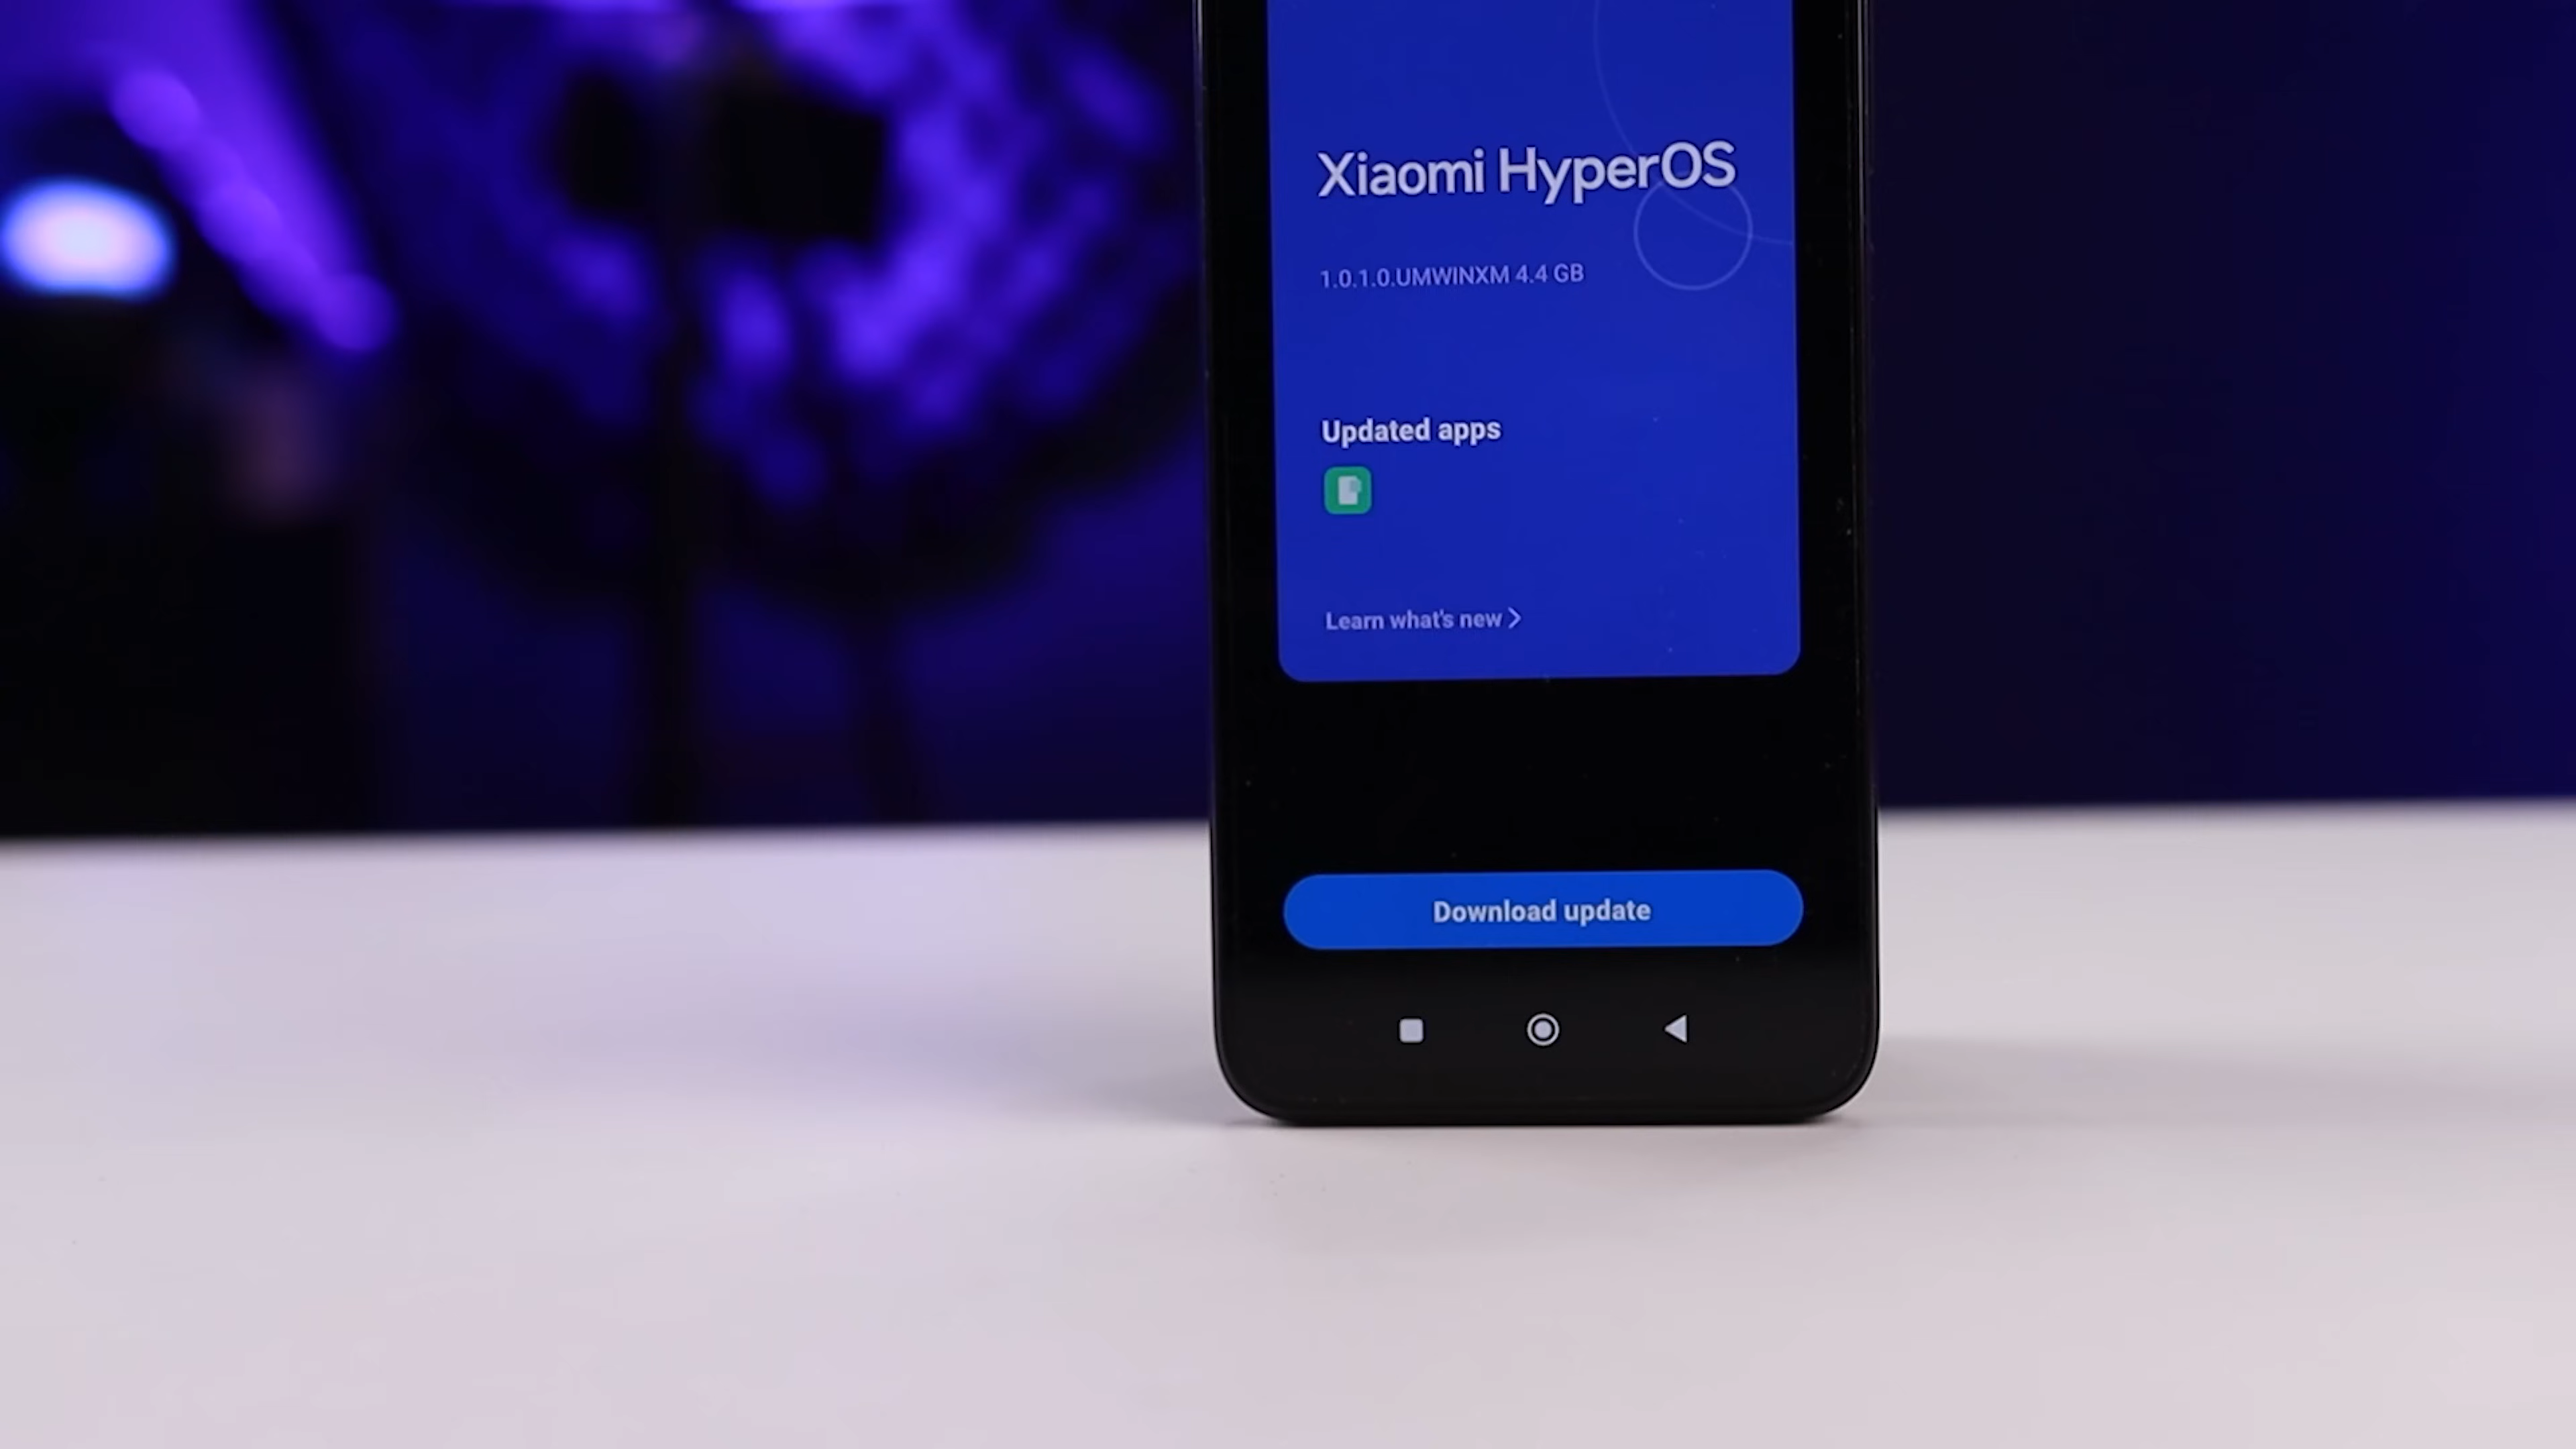 Xiaomi HyperOS
1.0.1.0.UMWINXM 4.4 GB
Updated apps
Learn what's new >
Download update